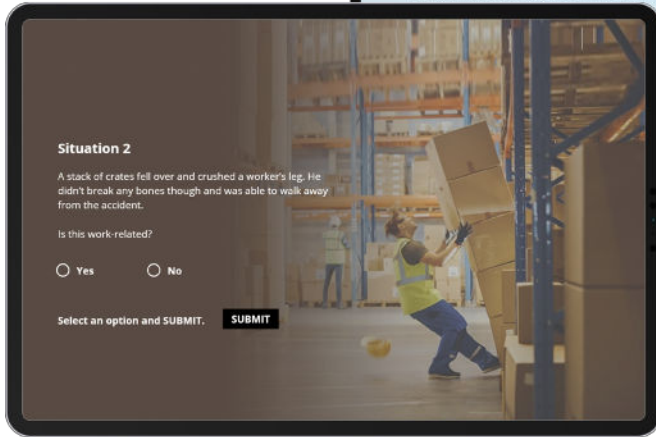 Situation 2
A stack of crates fell over and crushed a worker's leg. He
didn't break any bones though and was able to walk away
from the accident.
Is this work-related?
Yes
No
Select an option and SUBMIT.
SUBMIT